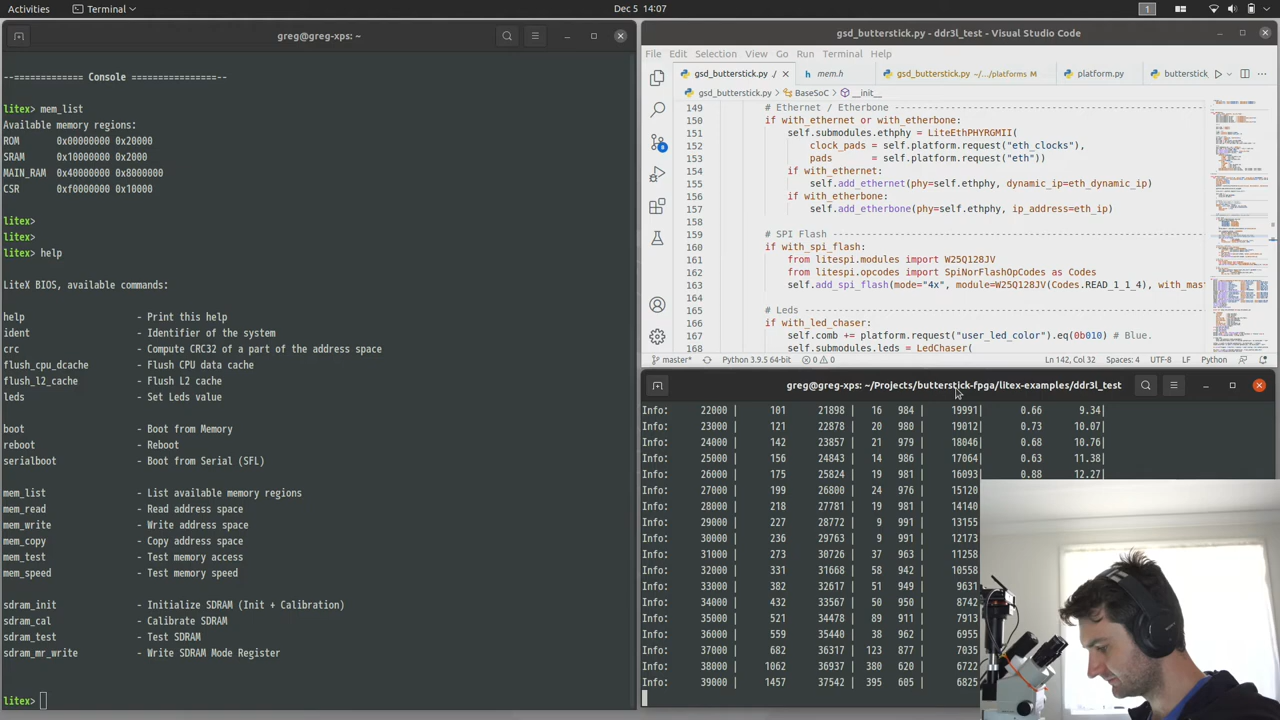 Activities
Terminal
Dec 5 14:07
1
greg@greg-xps: ~
--============= Console ================--
litex> mem_list
Available memory regions:
ROM 0x00000000 0x20000
SRAM 0x10000000 0x2000
MAIN_RAM 0x40000000 0x8000000
CSR 0xf0000000 0x10000
litex>
litex>
litex> help
LiteX BIOS, available commands:
help - Print this help
ident - Identifier of the system
crc - Compute CRC32 of a part of the address space
flush_cpu_dcache - Flush CPU data cache
flush_l2_cache - Flush L2 cache
leds - Set Leds value
boot - Boot from Memory
reboot - Reboot
serialboot - Boot from Serial (SFL)
mem_list - List available memory regions
mem_read - Read address space
mem_write - Write address space
mem_copy - Copy address space
mem_test - Test memory access
mem_speed - Test memory speed
sdram_init - Initialize SDRAM (Init + Calibration)
sdram_cal - Calibrate SDRAM
sdram_test - Test SDRAM
sdram_mr_write - Write SDRAM Mode Register
litex>
gsd_butterstick.py - ddr3l_test - Visual Studio Code
File Edit Selection View Go Run Terminal Help
gsd_butterstick.py ./ mem.h gsd_butterstick.py ~/.../platforms M platform.py butterstick
gsd_butterstick.py > BaseSoC > __init__
149 # Ethernet / Etherbone ---
150 if with_ethernet or with_etherbone:
151 self.submodules.ethphy = LiteEthPHYRGMII(
152 clock_pads = self.platform.request("eth_clocks"),
153 pads = self.platform.request("eth"))
154 if with_ethernet:
155 self.add_ethernet(phy=self.ethphy, dynamic_ip=eth_dynamic_ip)
156 if with_etherbone:
157 self.add_etherbone(phy=self.ethphy, ip_address=eth_ip)
158
159 # SPI Flash ---
160 if with_spi_flash:
161 from litespi.modules import W25Q128JV
162 from litespi.opcodes import SpiNorFlashOpCodes as Codes
163 self.add_spi_flash(mode="4x", module=W25Q128JV(Codes.READ_1_1_4), with_mas
164
165 # Leds ---
166 if with_led_chaser:
167 self.comb += platform.request("user_led_color").eq(0b010) # Blue.
168 self.submodules.leds = LedChaser(
master* Python 3.9.5 64-bit 0 0 Ln 142, Col 32 Spaces: 4 UTF-8 LF Python
greg@greg-xps: ~/Projects/butterstick-fpga/litex-examples/ddr3l_test
Info: 22000 | 101 21898 | 16 984 | 19991| 0.66 9.34|
Info: 23000 | 121 22878 | 20 980 | 19012| 0.73 10.07|
Info: 24000 | 142 23857 | 21 979 | 18046| 0.68 10.76|
Info: 25000 | 156 24843 | 14 986 | 17064| 0.63 11.38|
Info: 26000 | 175 25824 | 19 981 | 16093| 0.88 12.27|
Info: 27000 | 199 26800 | 24 976 | 15120
Info: 28000 | 218 27781 | 19 981 | 14140
Info: 29000 | 227 28772 | 9 991 | 13155
Info: 30000 | 236 29763 | 9 991 | 12173
Info: 31000 | 273 30726 | 37 963 | 11258
Info: 32000 | 331 31668 | 58 942 | 10558
Info: 33000 | 382 32617 | 51 949 | 9631
Info: 34000 | 432 33567 | 50 950 | 8742
Info: 35000 | 521 34478 | 89 911 | 7913
Info: 36000 | 559 35440 | 38 962 | 6955
Info: 37000 | 682 36317 | 123 877 | 7035
Info: 38000 | 1062 36937 | 380 620 | 6722
Info: 39000 | 1457 37542 | 395 605 | 6825